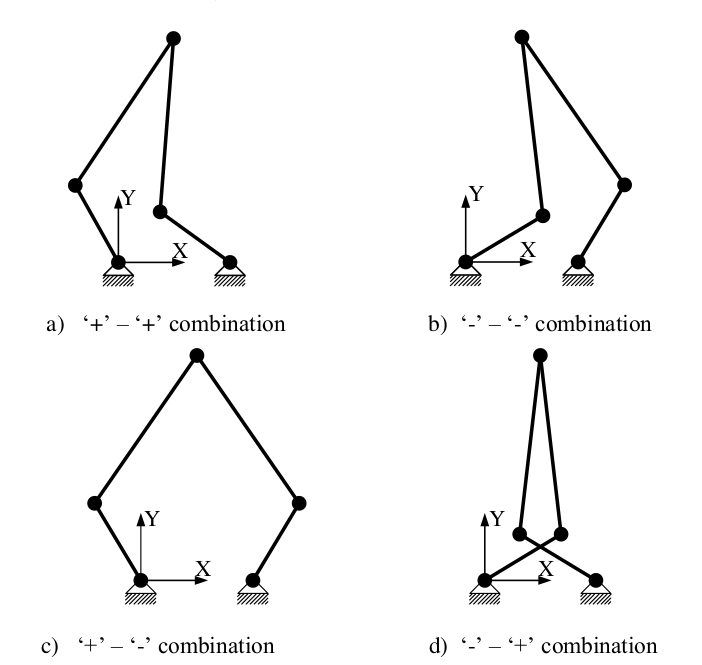 Y
X
Y
X
a) ‘+’ – ‘+’ combination
b) ‘-’ – ‘-’ combination
Y
X
Y
X
c) ‘+’ – ‘-’ combination
d) ‘-’ – ‘+’ combination